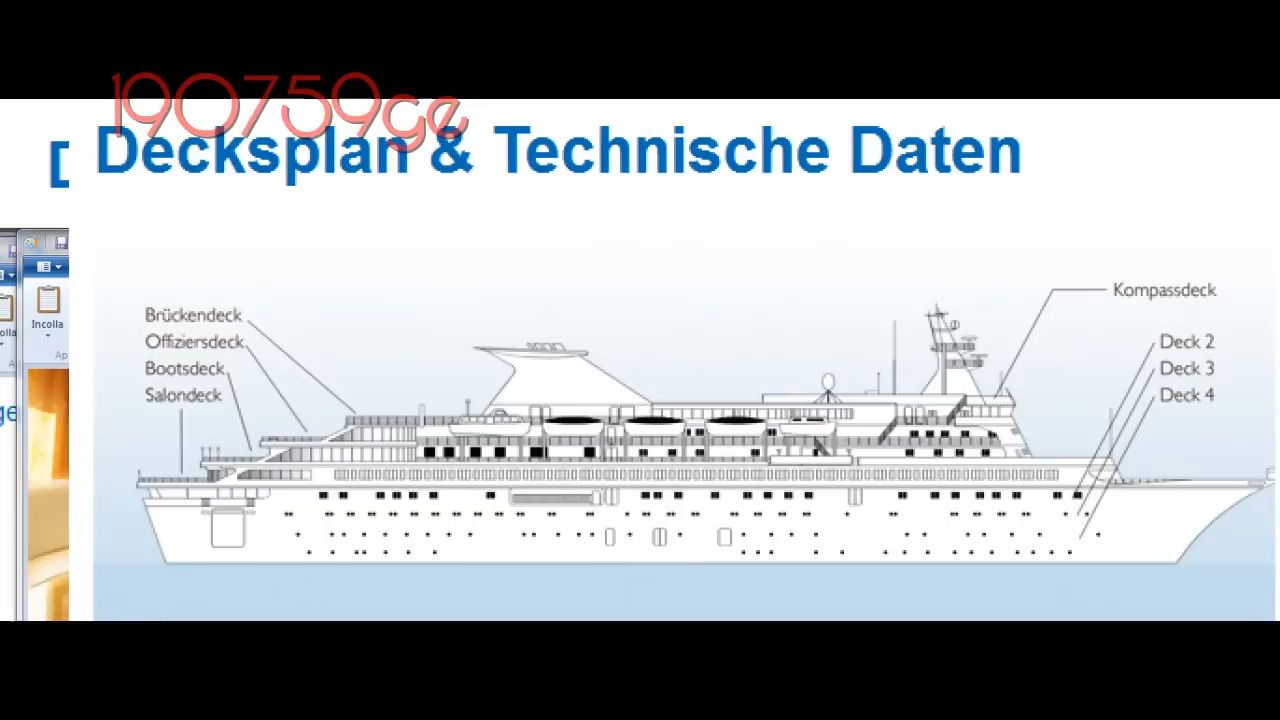 190759ge
Decksplan & Technische Daten
Brückendeck
Offiziersdeck
Bootsdeck
Salondeck
Kompassdeck
Deck 2
Deck 3
Deck 4
Incolla